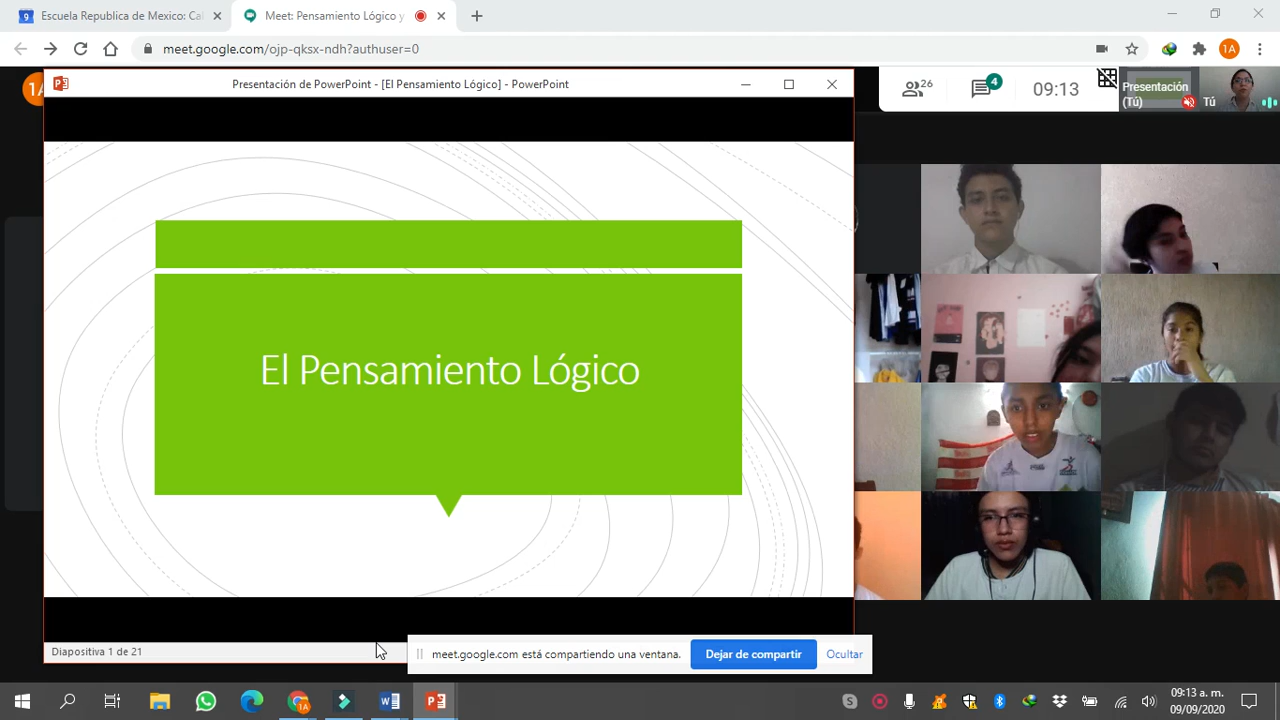 Escuela Republica de Mexico: Cal
Meet: Pensamiento Lógico y
meet.google.com/ojp-qksx-ndh?authuser=0
1A
1A
Presentación de PowerPoint - [El Pensamiento Lógico] - PowerPoint
26
4
09:13
Presentación
(Tú)
Tú
El Pensamiento Lógico
Diapositiva 1 de 21
meet.google.com está compartiendo una ventana.
Dejar de compartir
Ocultar
09:13 a. m.
09/09/2020